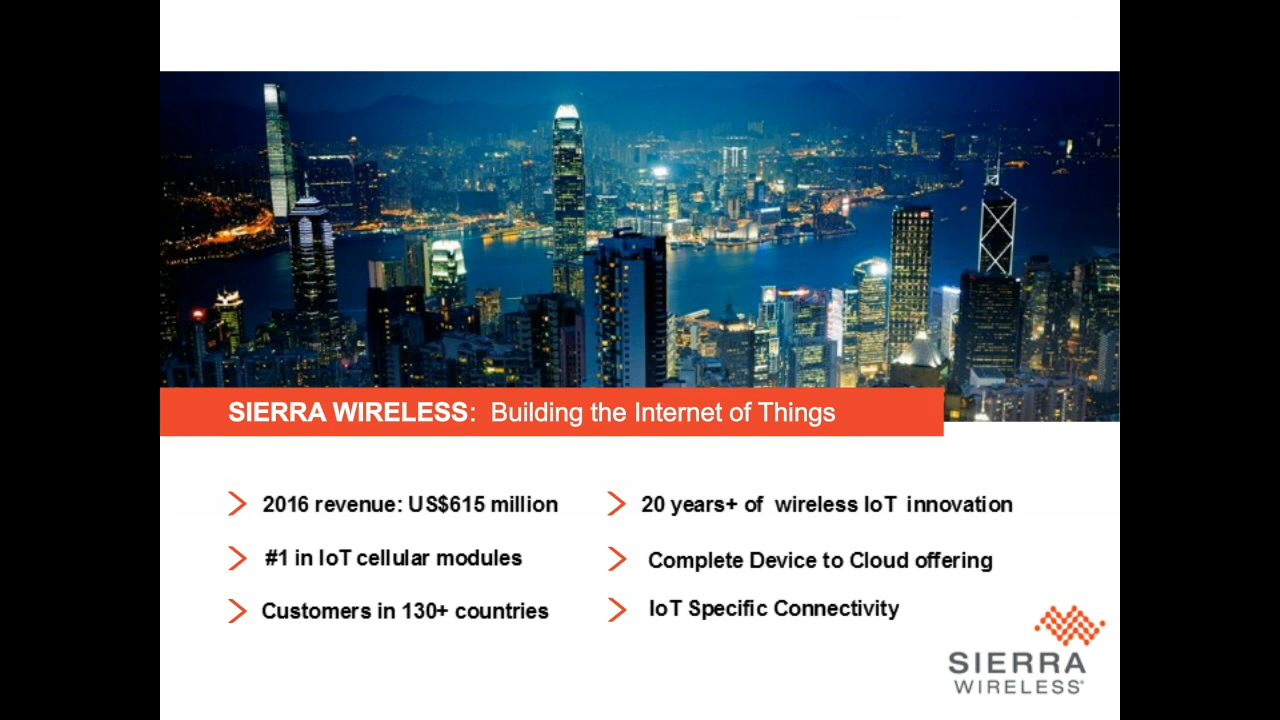 SIERRA WIRELESS: Building the Internet of Things
2016 revenue: US$615 million
#1 in IoT cellular modules
Customers in 130+ countries
20 years+ of wireless IoT innovation
Complete Device to Cloud offering
IoT Specific Connectivity
SIERRA
WIRELESS®